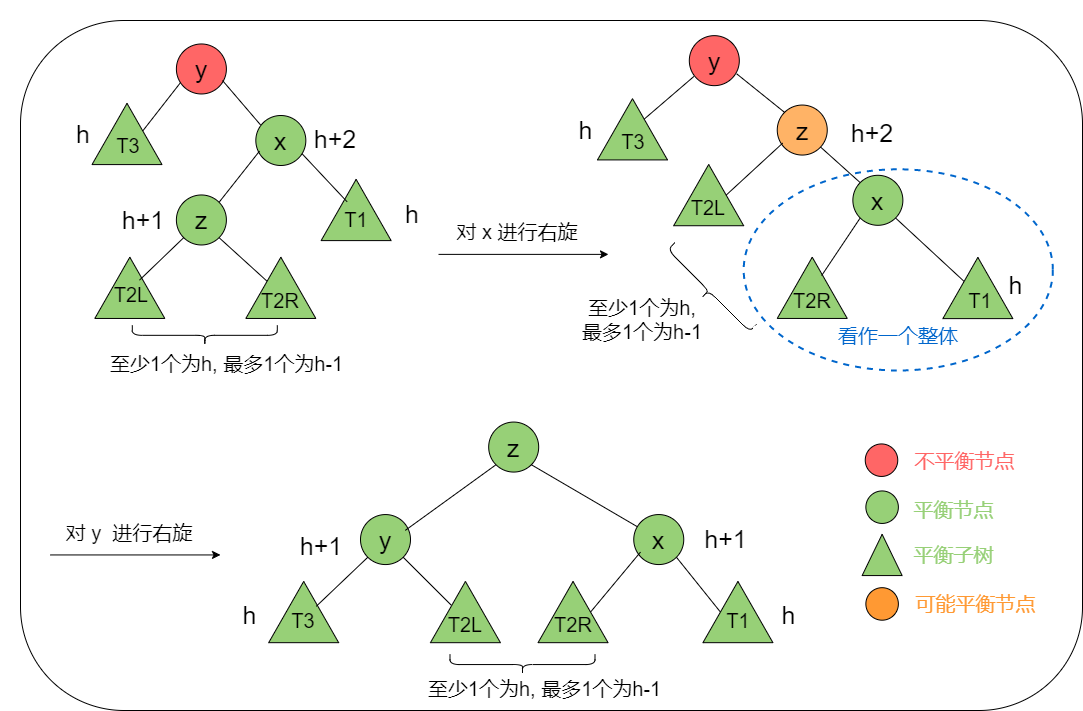 y
h
T3
x
h+2
h+1
z
T1
h
T2L
T2R
至少1个为h, 最多1个为h-1
对 x 进行右旋
y
h
T3
z
h+2
T2L
x
T2R
T1
h
至少1个为h,
最多1个为h-1
看作一个整体
对 y 进行右旋
z
h+1
y
x
h+1
h
T3
T2L
T2R
T1
h
至少1个为h, 最多1个为h-1
不平衡节点
平衡节点
平衡子树
可能平衡节点